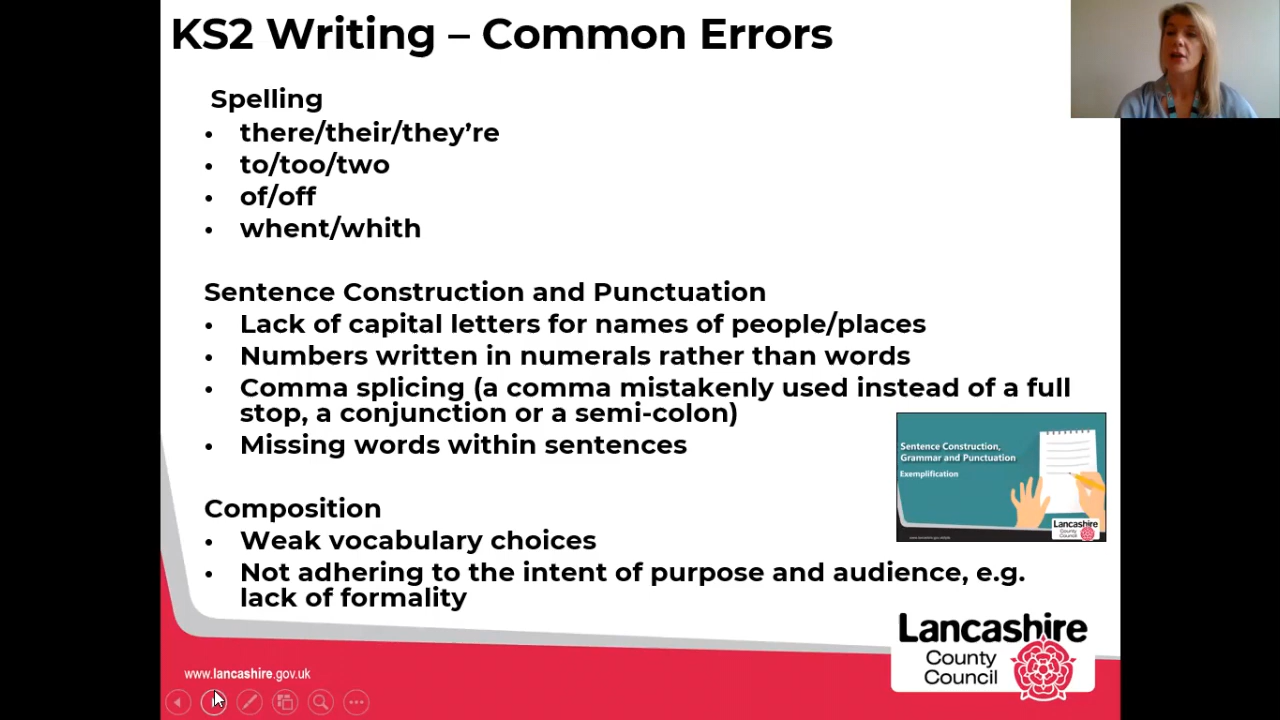 KS2 Writing – Common Errors
Spelling
• there/their/they’re
• to/too/two
• of/off
• whent/whith
Sentence Construction and Punctuation
• Lack of capital letters for names of people/places
• Numbers written in numerals rather than words
• Comma splicing (a comma mistakenly used instead of a full
stop, a conjunction or a semi-colon)
• Missing words within sentences
Sentence Construction,
Grammar and Punctuation
Exemplification
Lancashire
County
Council
Composition
• Weak vocabulary choices
• Not adhering to the intent of purpose and audience, e.g.
lack of formality
Lancashire
County
Council
www.lancashire.gov.uk